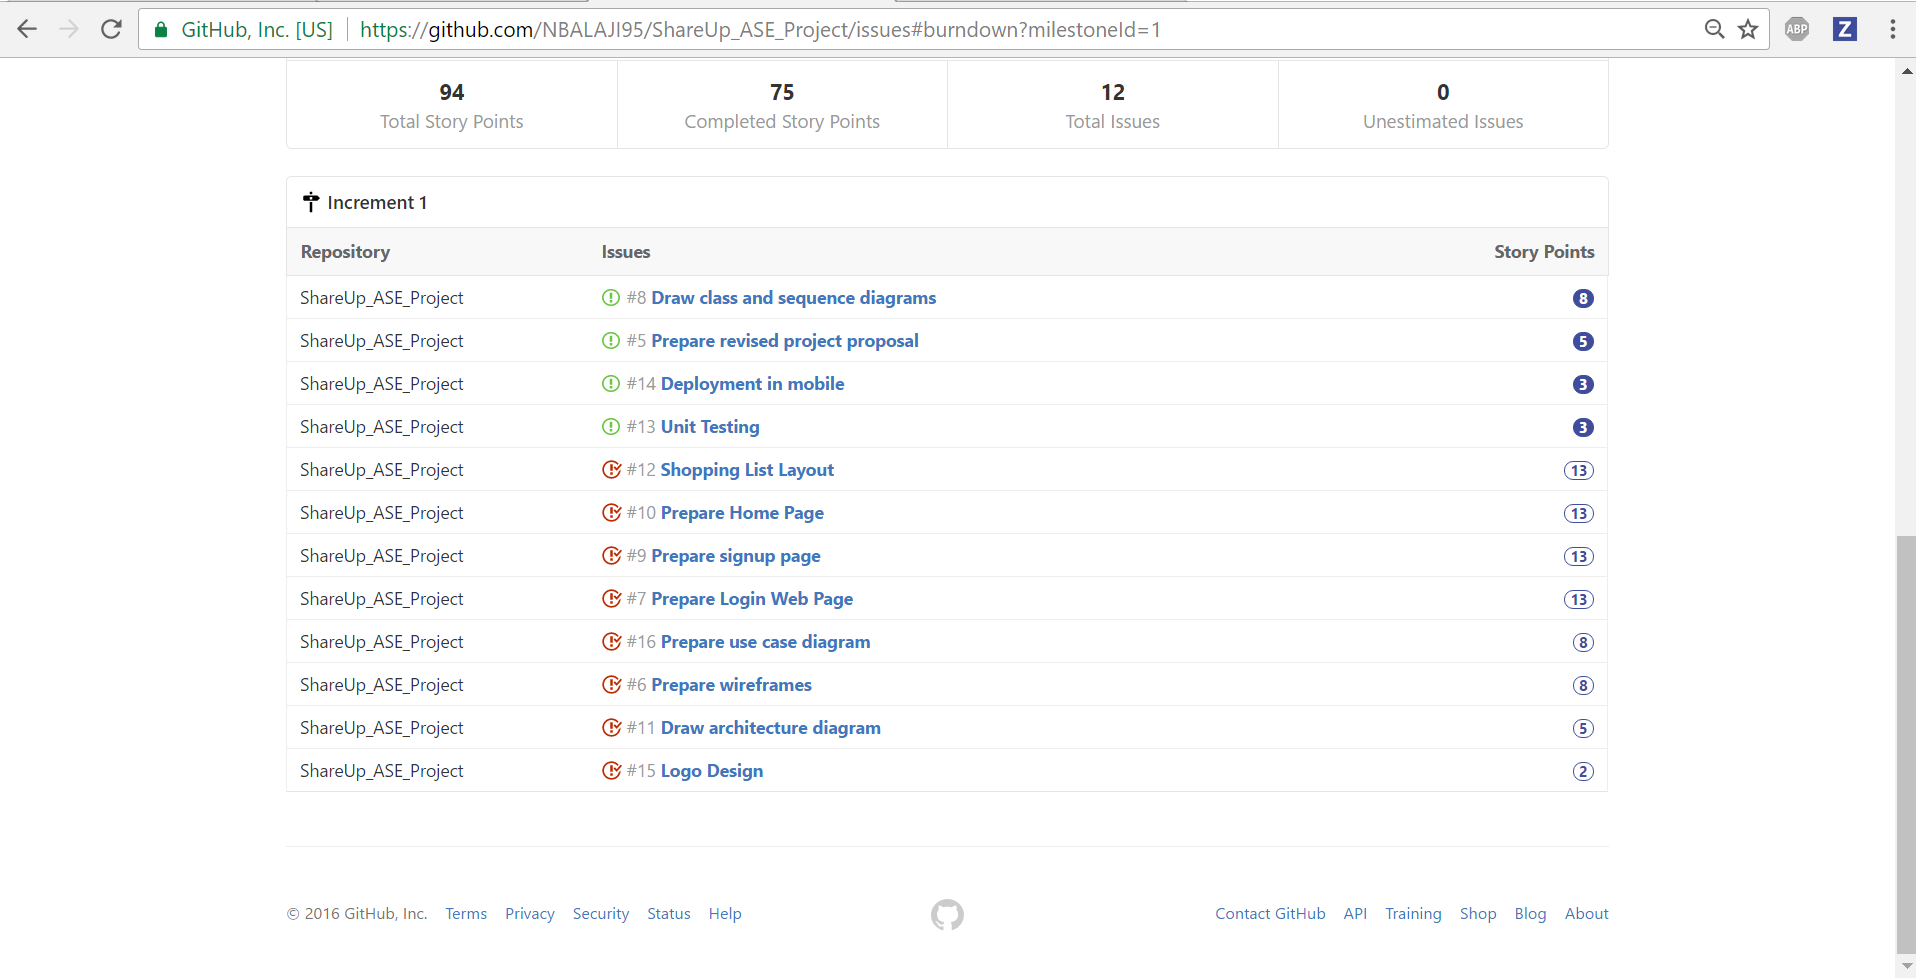 GitHub, Inc. [US] https://github.com/NBALAJI95/ShareUp_ASE_Project/issues#burndown?milestoneId=1 ABP Z
94 75 12 0
Total Story Points Completed Story Points Total Issues Unestimated Issues
Increment 1
Repository Issues Story Points
ShareUp_ASE_Project #8 Draw class and sequence diagrams 8
ShareUp_ASE_Project #5 Prepare revised project proposal 5
ShareUp_ASE_Project #14 Deployment in mobile 3
ShareUp_ASE_Project #13 Unit Testing 3
ShareUp_ASE_Project #12 Shopping List Layout 13
ShareUp_ASE_Project #10 Prepare Home Page 13
ShareUp_ASE_Project #9 Prepare signup page 13
ShareUp_ASE_Project #7 Prepare Login Web Page 13
ShareUp_ASE_Project #16 Prepare use case diagram 8
ShareUp_ASE_Project #6 Prepare wireframes 8
ShareUp_ASE_Project #11 Draw architecture diagram 5
ShareUp_ASE_Project #15 Logo Design 2
© 2016 GitHub, Inc. Terms Privacy Security Status Help Contact GitHub API Training Shop Blog About